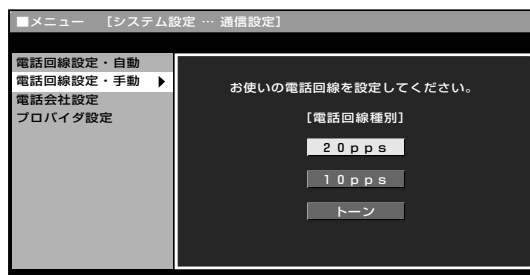 ■メニュー [システム設定 … 通信設定]
電話回線設定・自動
電話回線設定・手動 ▶
電話会社設定
プロバイダ設定
お使いの電話回線を設定してください。
[電話回線種別]
20pps
10pps
トーン